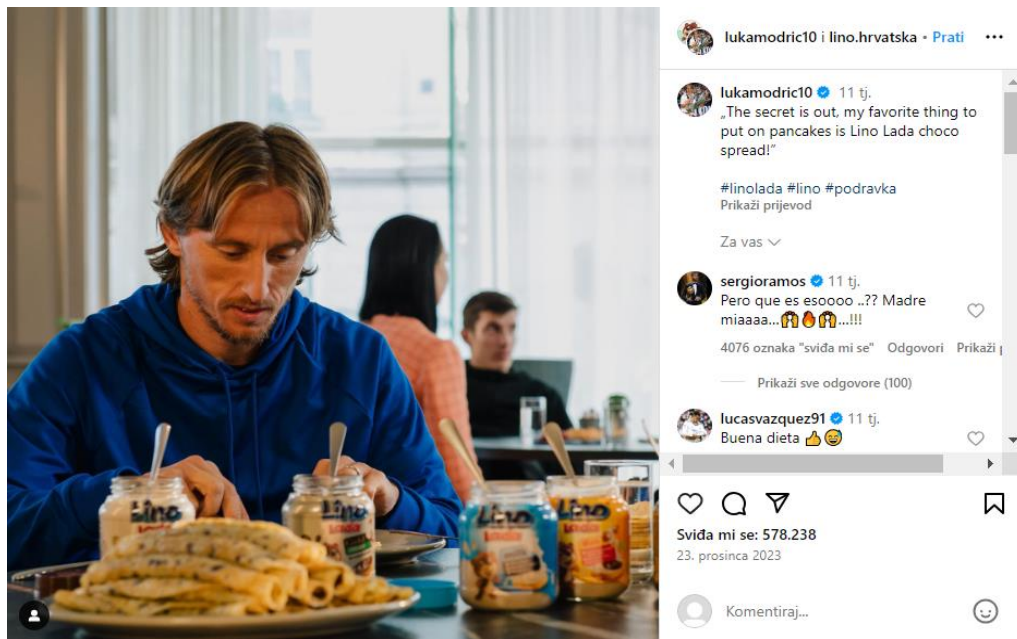 lukamodric10 i lino.hrvatska • Prati
lukamodric10 11 tj.
„The secret is out, my favorite thing to
put on pancakes is Lino Lada choco
spread!”
#linolada #lino #podravka
Prikaži prijevod
Za vas
sergioramos 11 tj.
Pero que es esoooo ..?? Madre
miaaaa...🙌🔥🙌...!!!
4076 oznaka "sviđa mi se" Odgovori Prikaži
Prikaži sve odgovore (100)
lucasvazquez91 11 tj.
Buena dieta 👍😅
Sviđa mi se: 578.238
23. prosinca 2023
Komentiraj...
Lino
Lino
Lino
Lada
Lino
Lada